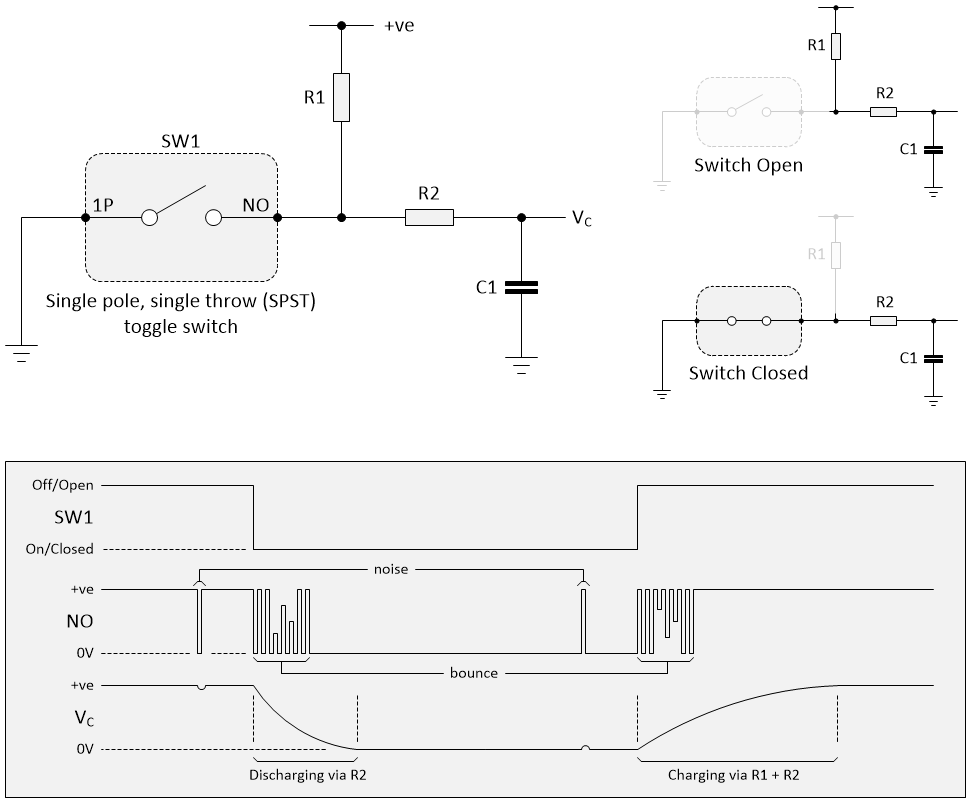 +ve
R1
SW1
1P
NO
R2
VC
C1
Single pole, single throw (SPST)
toggle switch
R1
R2
C1
Switch Open
R1
R2
C1
Switch Closed
Off/Open
SW1
On/Closed
noise
+ve
NO
0V
bounce
+ve
VC
0V
Discharging via R2
Charging via R1 + R2